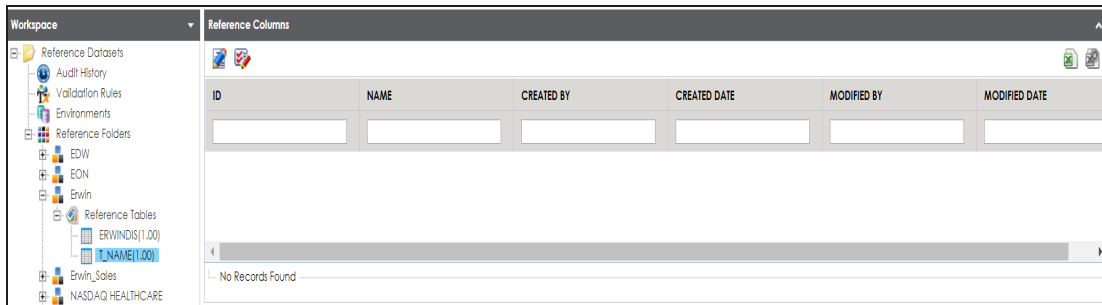 Workspace
Reference Datasets
Audit History
Validation Rules
Environments
Reference Folders
EDW
EON
Erwin
Reference Tables
ERWINDIS(1.00)
T_NAME(1.00)
Erwin_Sales
NASDAQ HEALTHCARE
Reference Columns
ID NAME CREATED BY CREATED DATE MODIFIED BY MODIFIED DATE
No Records Found